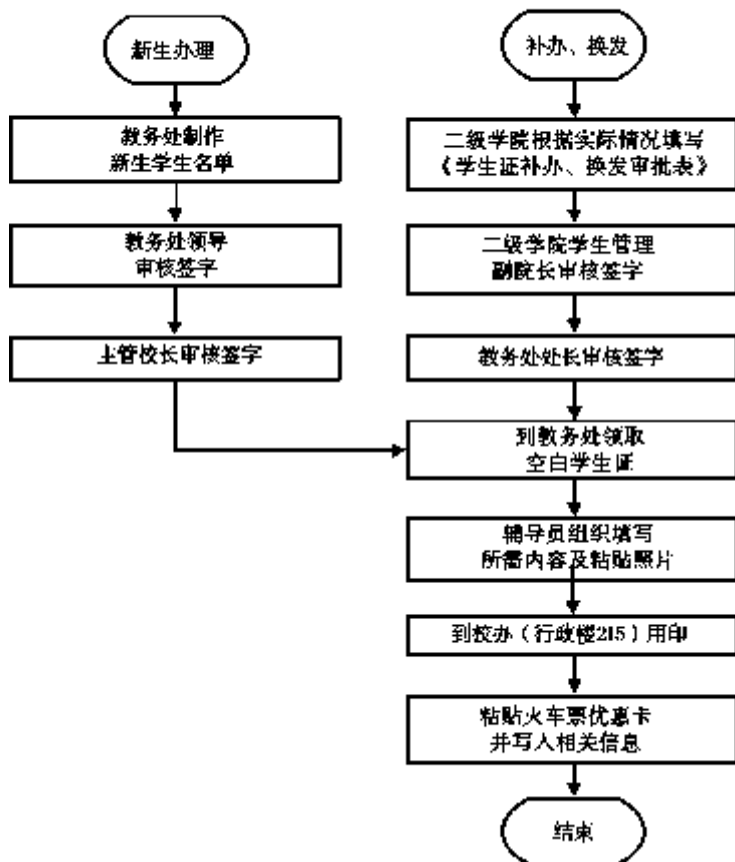 新生办理
教务处制作
新生学生名单
教务处领导
审核签字
主管校长审核签字
补办、换发
二级学院根据实际情况填写
《学生证补办、换发审批表》
二级学院学生管理
副院长审核签字
教务处处长审核签字
到教务处领取
空白学生证
辅导员组织填写
所需内容及粘贴照片
到校办（行政楼215）用印
粘贴火车票优惠卡
并写入相关信息
结束